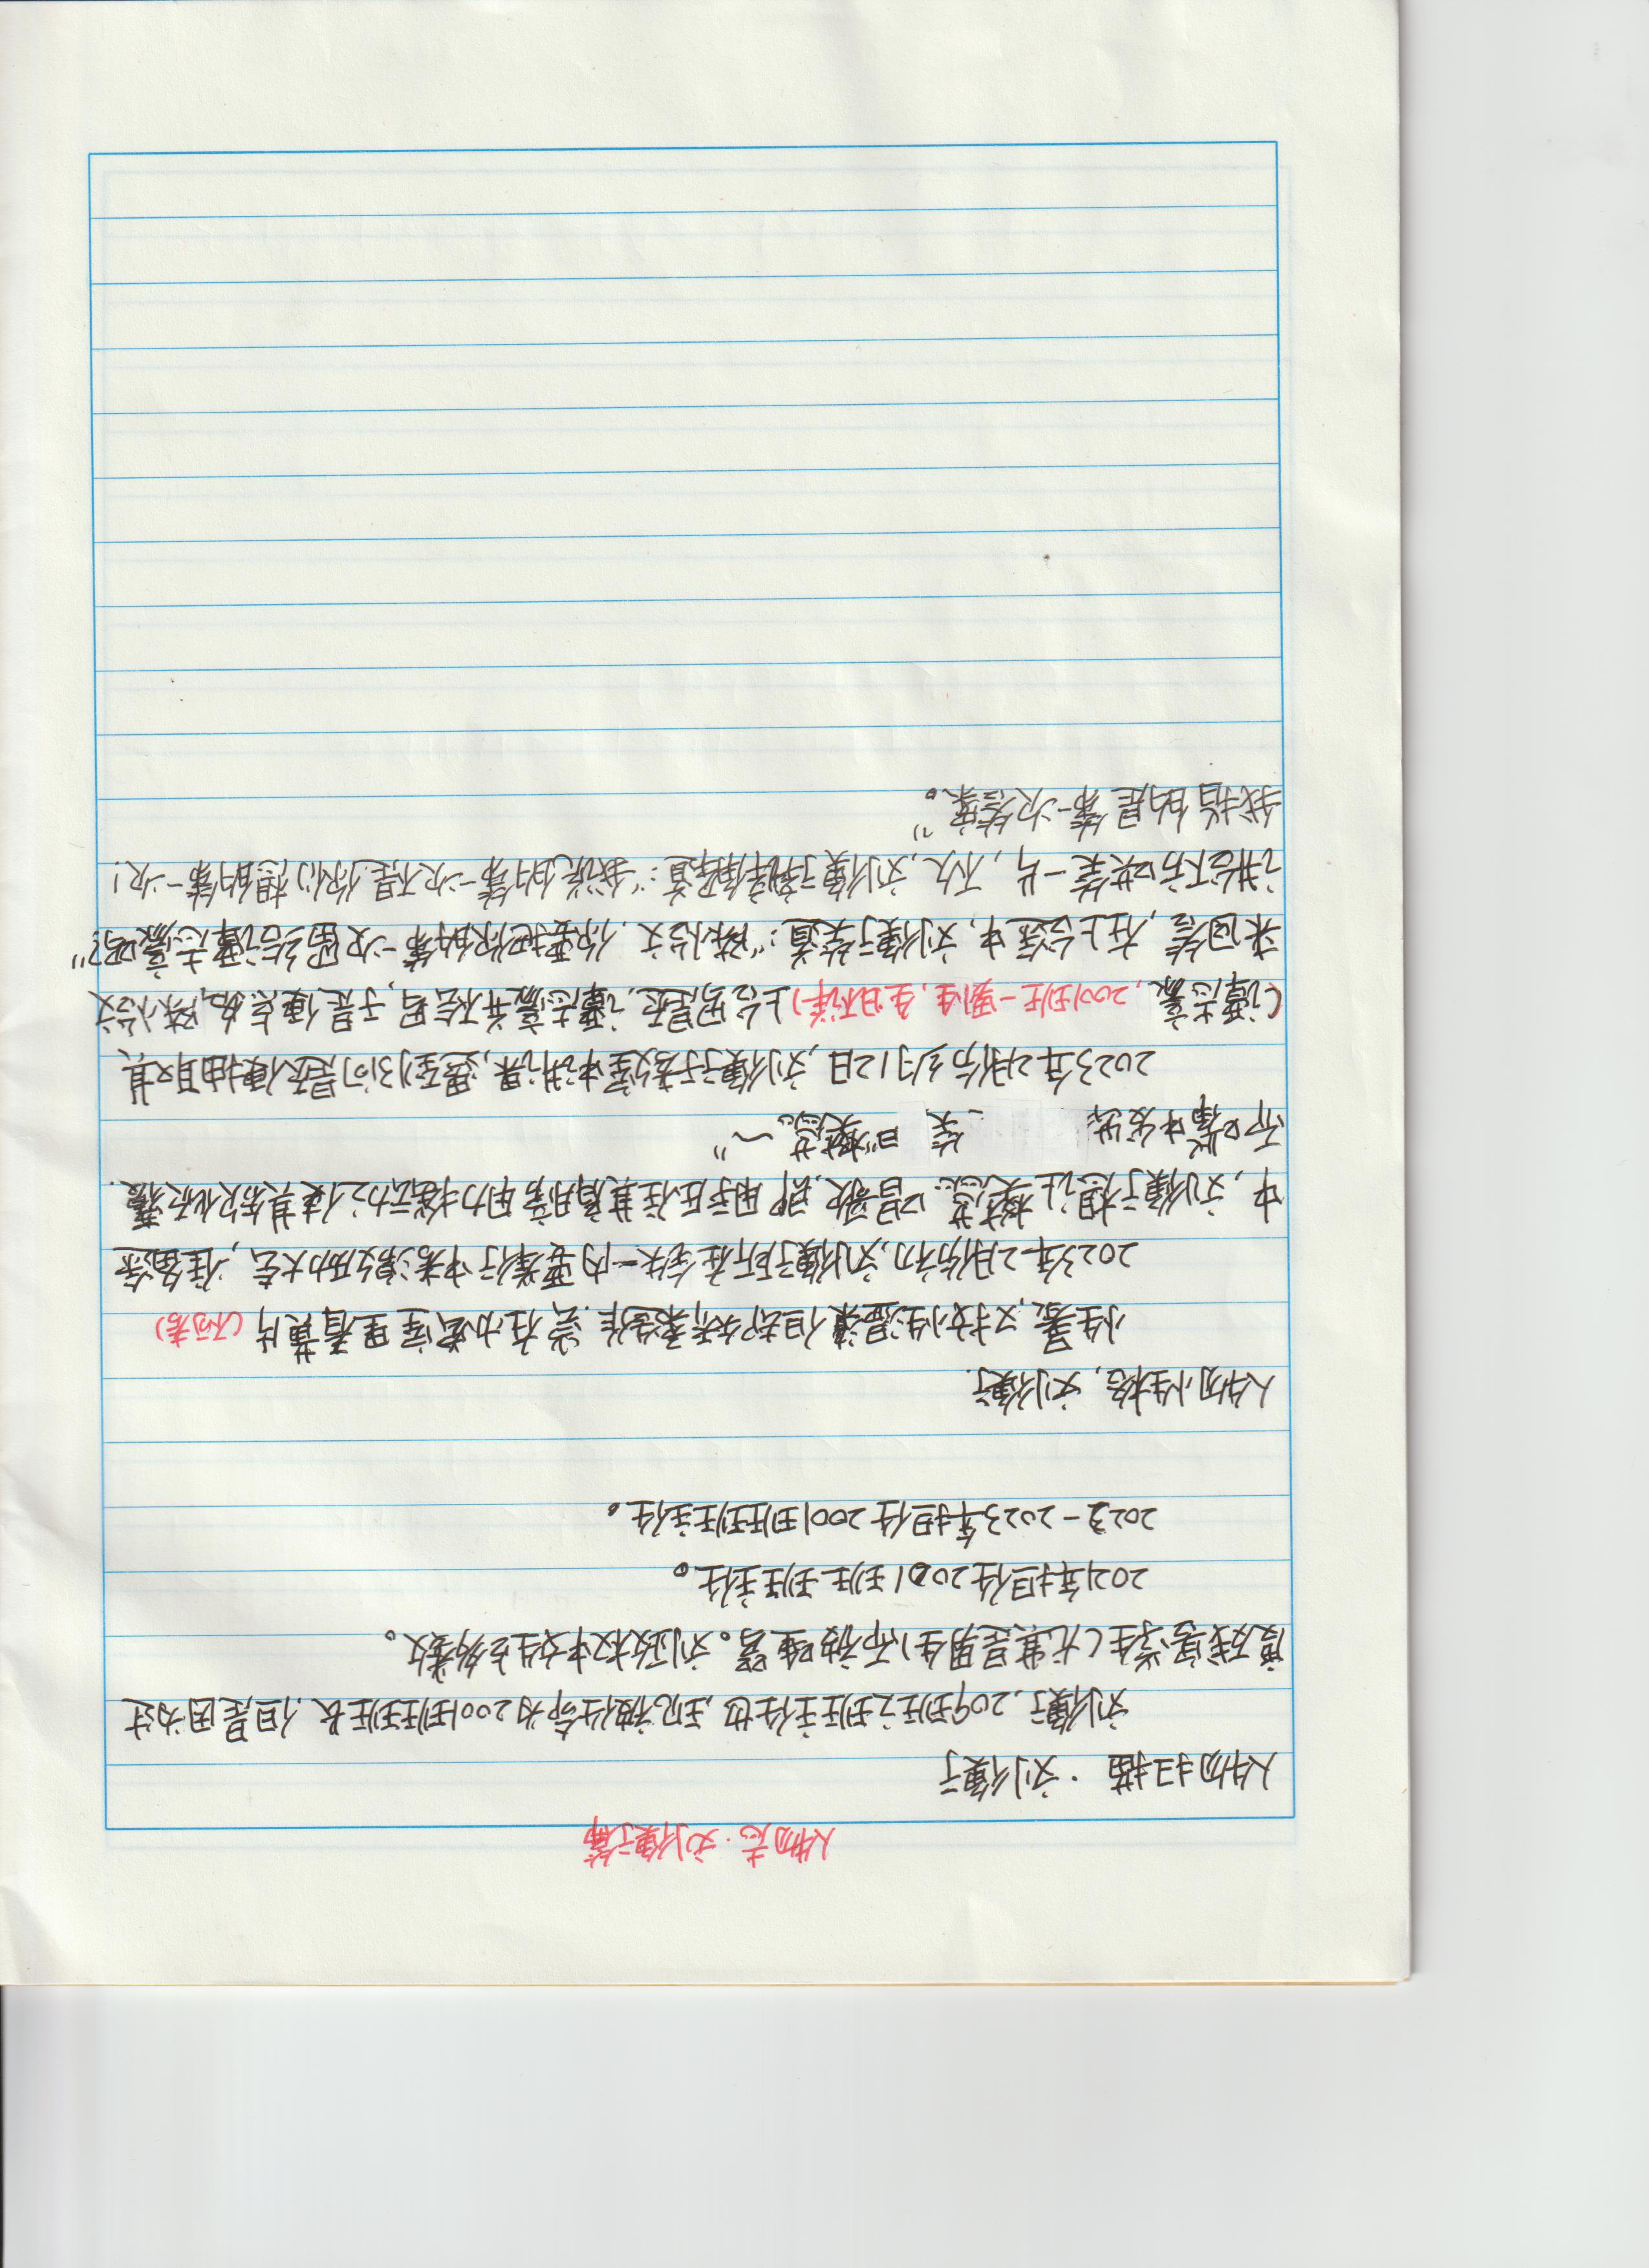 人物志·刘衡篇
人物扫描·刘衡
刘衡,209班之班主任也,现被任命为2001班班长.但是因为过
度残害学生(尤其是男生)而被唾骂。刘政权中女生占多数。
2021年担任2001班班主任。
2022-2023年担任2001班班主任。
人物性格,刘衡.
性暴,又找性温 但却矫柔造作.尝在办公室里看黄片(不可考)
2023年2月份初,刘衡所在铁一内要举行中考激励大会,准备途
中,刘衡想让樊蕊唱歌.即用手压住其肩膀用力摇动之使其欲倾覆.
而嘴中发出 笑 曰“樊蕊~”
2023年2月份约12日,刘衡于教室中讲课,遇到问题便抽取其
(谭志豪,2001班一男性,生日不详)上台写题.谭志豪并不会写,于是便点名陈怡文
来回答,在上台途中,刘衡笑道:“陈怡文.你要把你的第一次留给谭志豪吗?”
讲台下方哄笑一片,不久,刘衡辩解道:“我说的第一次不是你们想的第一次!
我指的是第一次答案。”